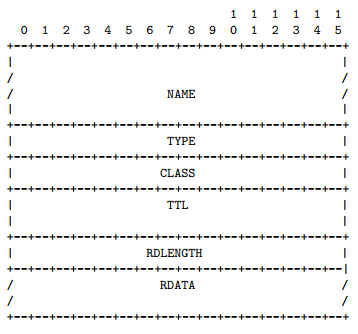 1  1  1  1  1  1
  0  1  2  3  4  5  6  7  8  9  0  1  2  3  4  5
+--+--+--+--+--+--+--+--+--+--+--+--+--+--+--+--+
|                                               |
/                                               /
/                      NAME                     /
|                                               |
+--+--+--+--+--+--+--+--+--+--+--+--+--+--+--+--+
|                      TYPE                     |
+--+--+--+--+--+--+--+--+--+--+--+--+--+--+--+--+
|                     CLASS                     |
+--+--+--+--+--+--+--+--+--+--+--+--+--+--+--+--+
|                      TTL                      |
|                                               |
+--+--+--+--+--+--+--+--+--+--+--+--+--+--+--+--+
|                   RDLENGTH                    |
+--+--+--+--+--+--+--+--+--+--+--+--+--+--+--+--|
/                     RDATA                     /
/                                               /
+--+--+--+--+--+--+--+--+--+--+--+--+--+--+--+--+